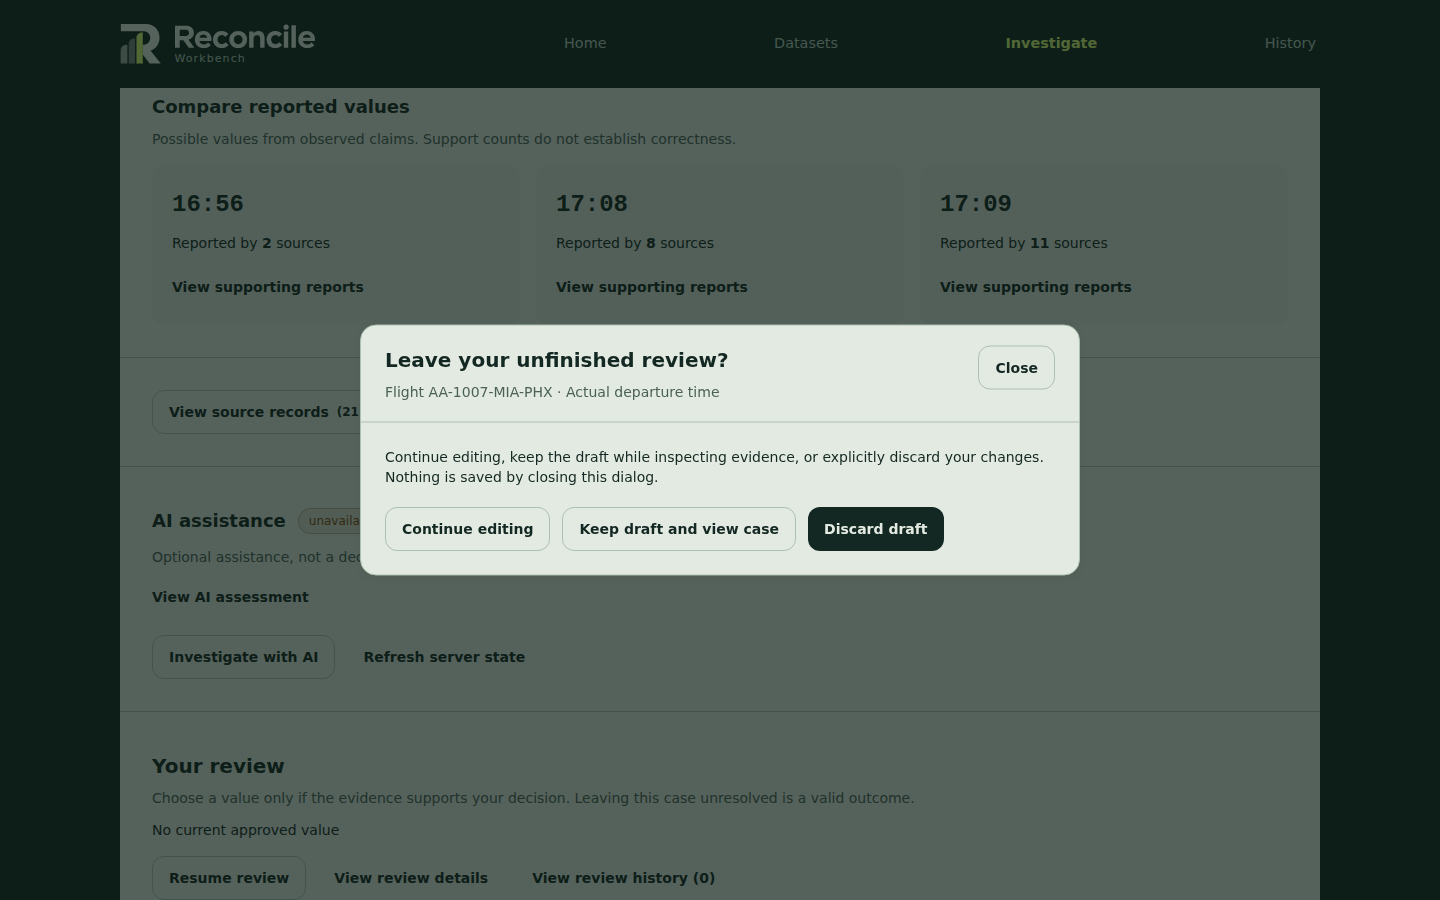 Reconcile
Workbench
Home
Datasets
Investigate
History
Compare reported values
Possible values from observed claims. Support counts do not establish correctness.
16:56
17:08
17:09
Reported by 2 sources
Reported by 8 sources
Reported by 11 sources
View supporting reports
View supporting reports
View supporting reports
Leave your unfinished review?
Close
Flight AA-1007-MIA-PHX · Actual departure time
View source records (21
Continue editing, keep the draft while inspecting evidence, or explicitly discard your changes.
Nothing is saved by closing this dialog.
Continue editing
Keep draft and view case
Discard draft
AI assistance
Optional assistance, not a
View AI assessment
Investigate with AI
Refresh server state
Your review
Choose a value only if the evidence supports your decision. Leaving this case unresolved is a valid outcome.
No current approved value
Resume review
View review details
View review history (0)